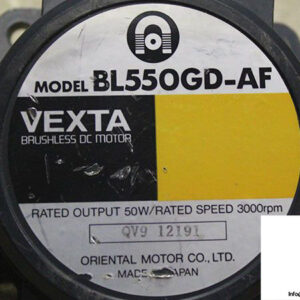 MODEL BL550GD-AF
VEXTA
BRUSHLESS DC MOTOR
RATED OUTPUT 50W/RATED SPEED 3000rpm
QV9 12191
ORIENTAL MOTOR CO., LTD.
MADE JAPAN